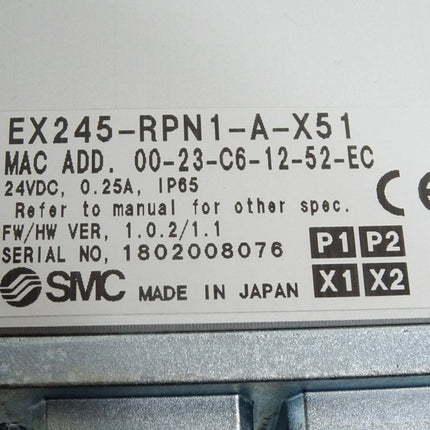 EX245-RPN1-A-X51
MAC ADD. 00-23-C6-12-52-EC
24VDC, 0.25A, IP65
Refer to manual for other spec.
CE
FW/HW VER, 1.0.2/1.1
SERIAL NO, 1802008076
P1 P2
X1 X2
SMC MADE IN JAPAN